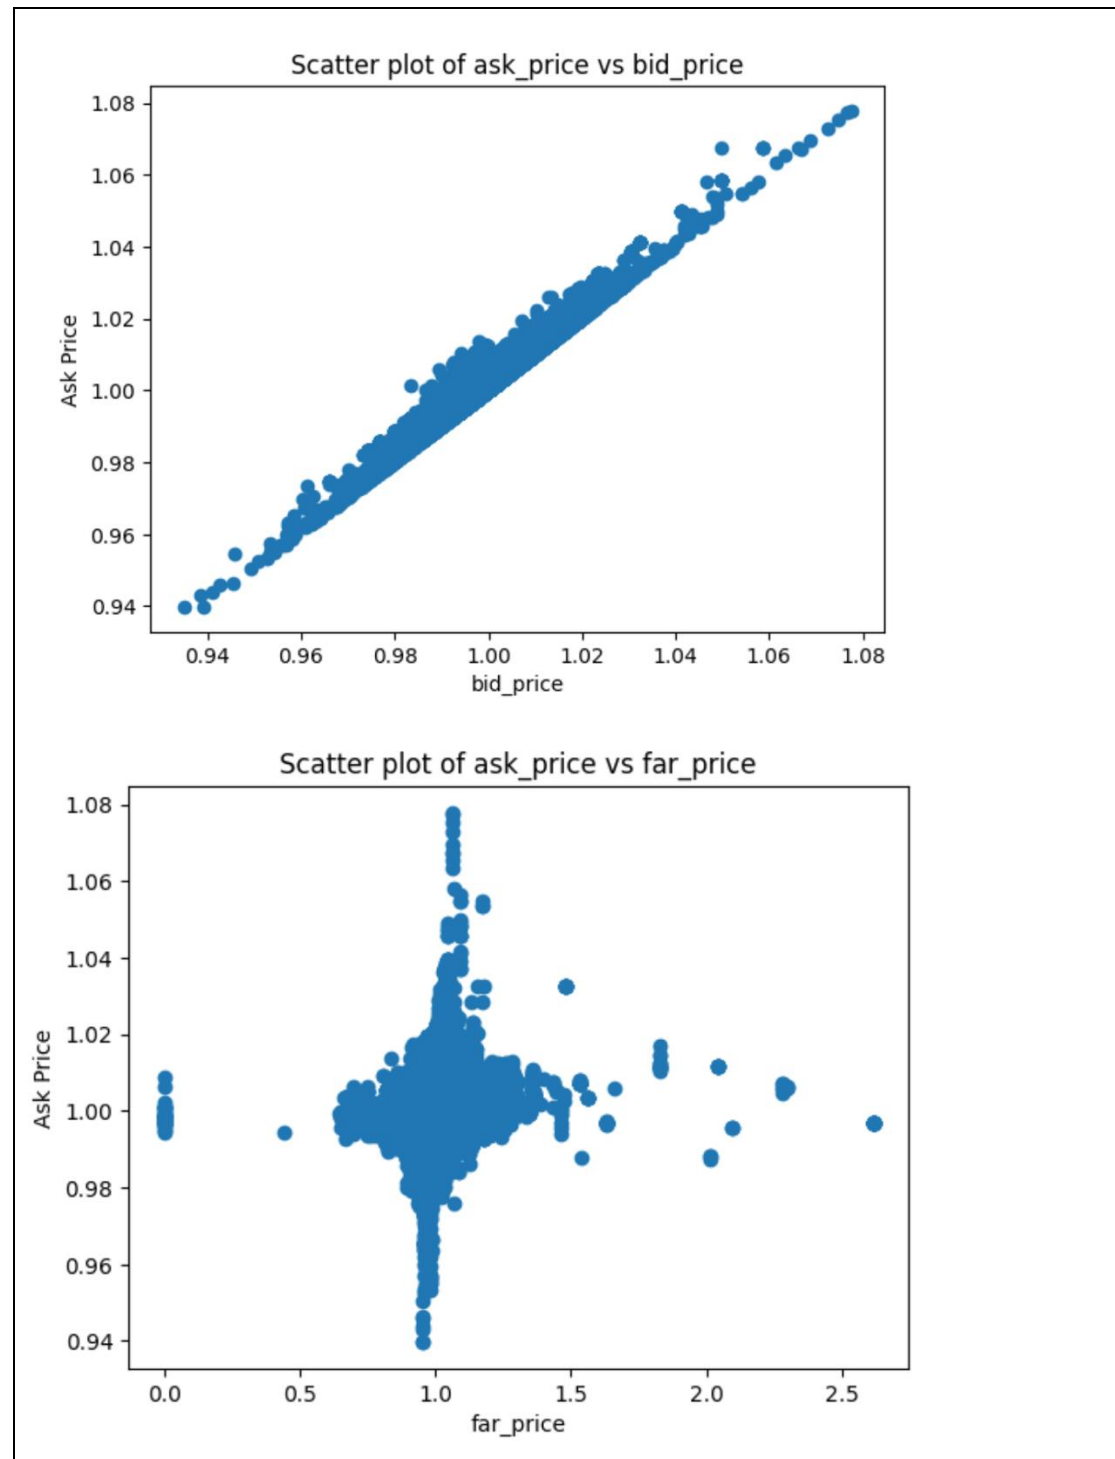 Scatter plot of ask_price vs bid_price
1.08
1.06
1.04
1.02
1.00
0.98
0.96
0.94
Ask Price
0.94 0.96 0.98 1.00 1.02 1.04 1.06 1.08
bid_price
Scatter plot of ask_price vs far_price
1.08
1.06
1.04
1.02
1.00
0.98
0.96
0.94
Ask Price
0.0 0.5 1.0 1.5 2.0 2.5
far_price